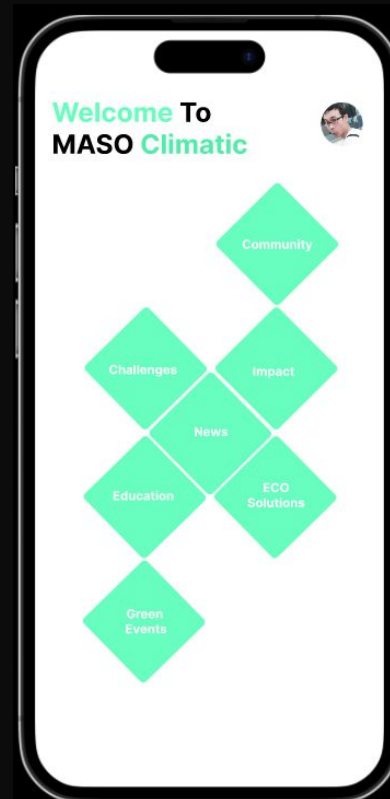 Welcome To
MASO Climatic
Community
Challenges
Impact
News
Education
ECO
Solutions
Green
Events